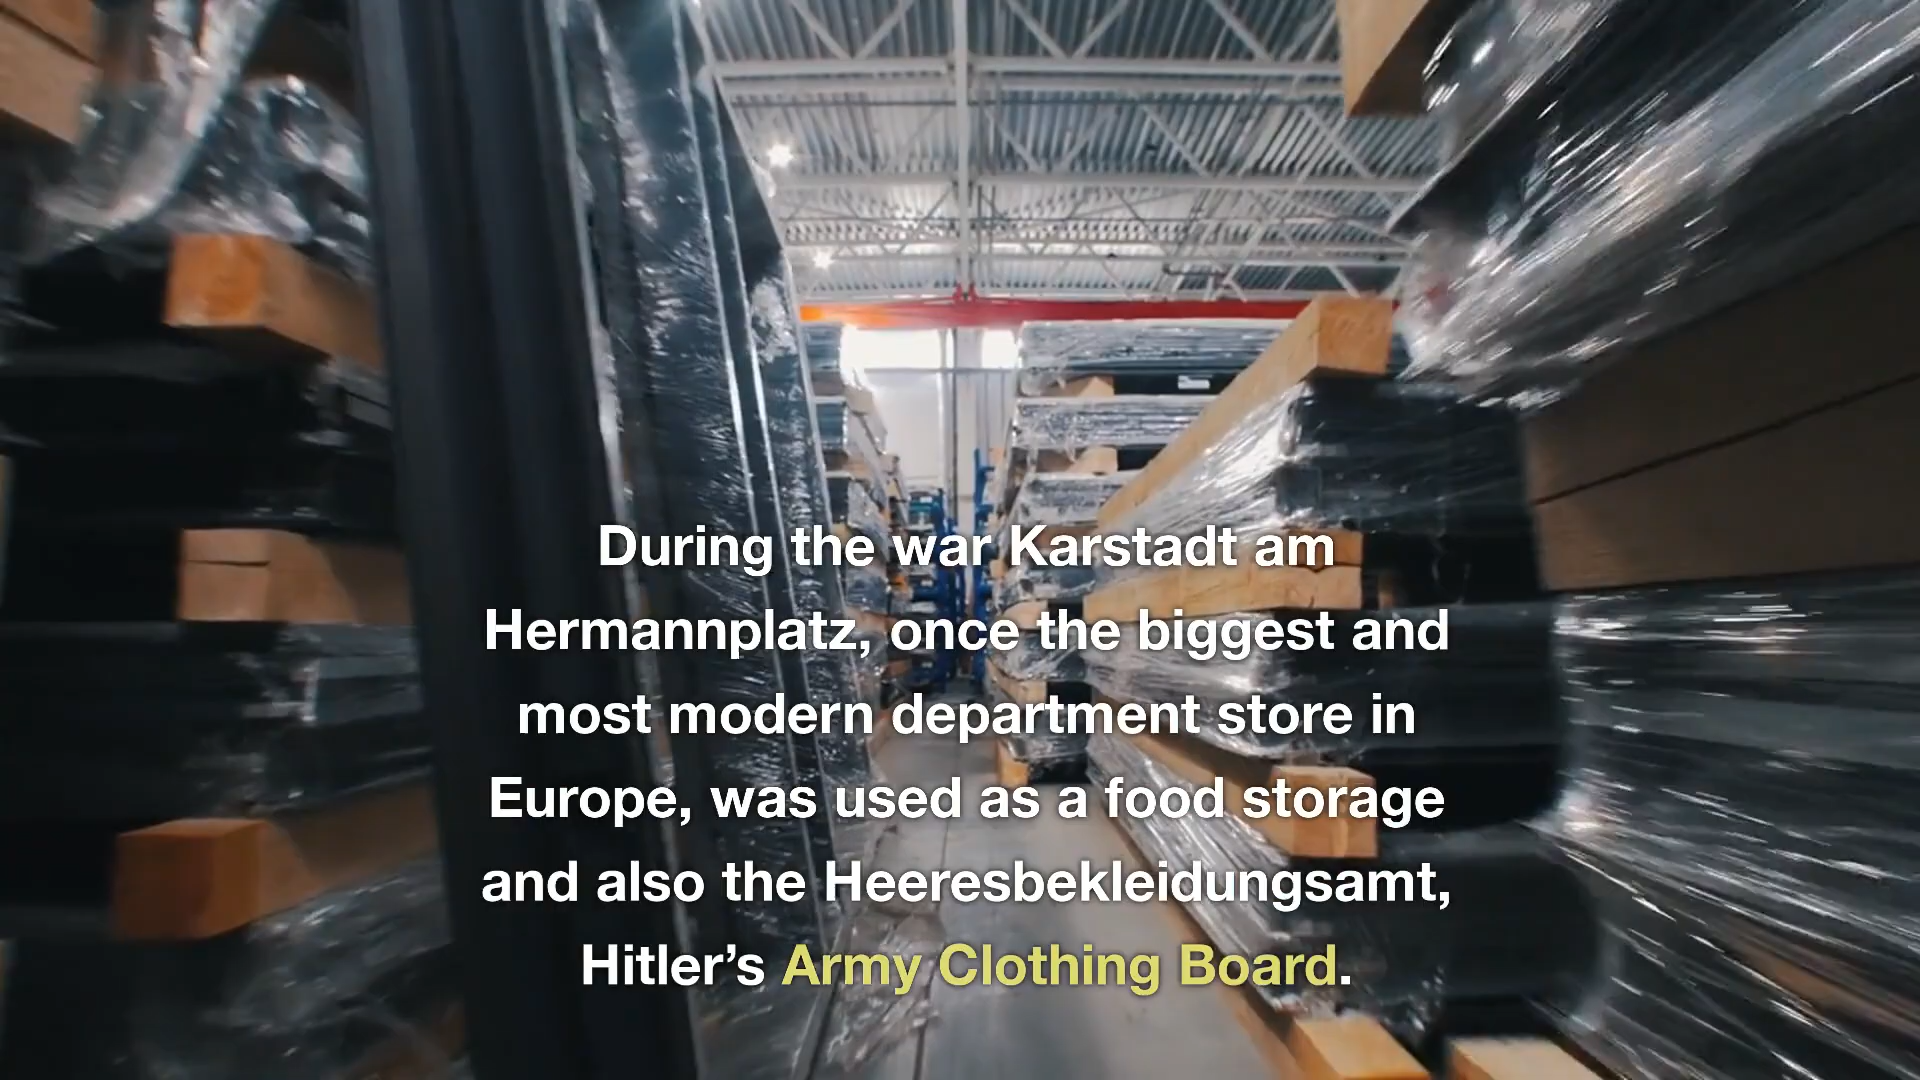 During the war Karstadt am
Hermannplatz, once the biggest and
most modern department store in
Europe, was used as a food storage
and also the Heeresbekleidungsamt,
Hitler’s Army Clothing Board.